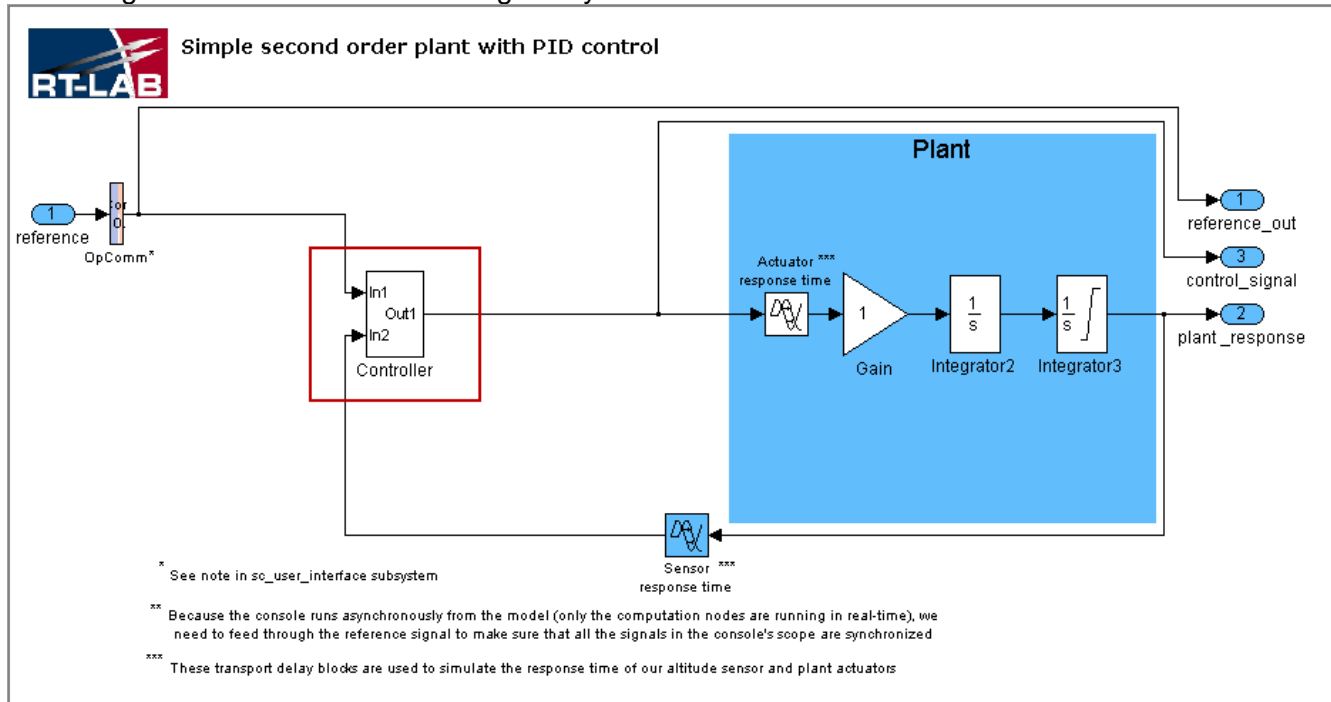 Simple second order plant with PID control
RT-LAB
Plant
1
reference
OpComm*
1
reference_out
3
control_signal
2
plant_response
In1
Out1
In2
Controller
Actuator ***
response time
1
Gain
1
s
Integrator2
1
s
Integrator3
Sensor ***
response time
* See note in sc_user_interface subsystem
** Because the console runs asynchronously from the model (only the computation nodes are running in real-time), we
need to feed through the reference signal to make sure that all the signals in the console's scope are synchronized
*** These transport delay blocks are used to simulate the response time of our altitude sensor and plant actuators